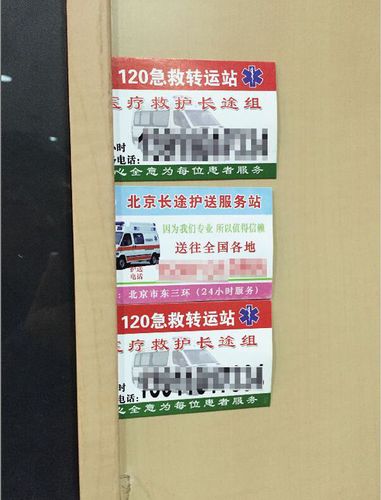 120急救转运站
医疗救护长途组
小时
电话:
心全意为每位患者服务
北京长途护送服务站
因为我们专业 所以值得信赖
送往全国各地
护送
电话
: 北京市东三环(24小时服务)
120急救转运站
医疗救护长途组
时
电话:
心全意为每位患者服务